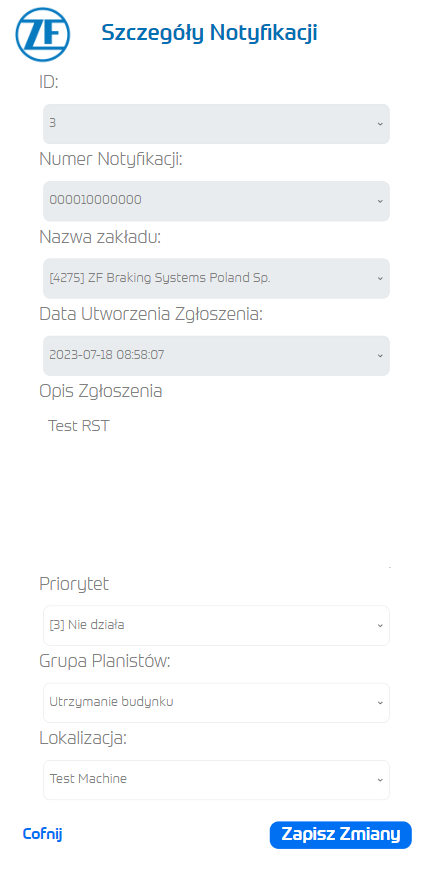 ZF
Szczegóły Notyfikacji
ID:
3
Numer Notyfikacji:
000010000000
Nazwa zakładu:
[4275] ZF Braking Systems Poland Sp.
Data Utworzenia Zgłoszenia:
2023-07-18 08:58:07
Opis Zgłoszenia
Test RST
Priorytet
[3] Nie działa
Grupa Planistów:
Utrzymanie budynku
Lokalizacja:
Test Machine
Cofnij
Zapisz Zmiany